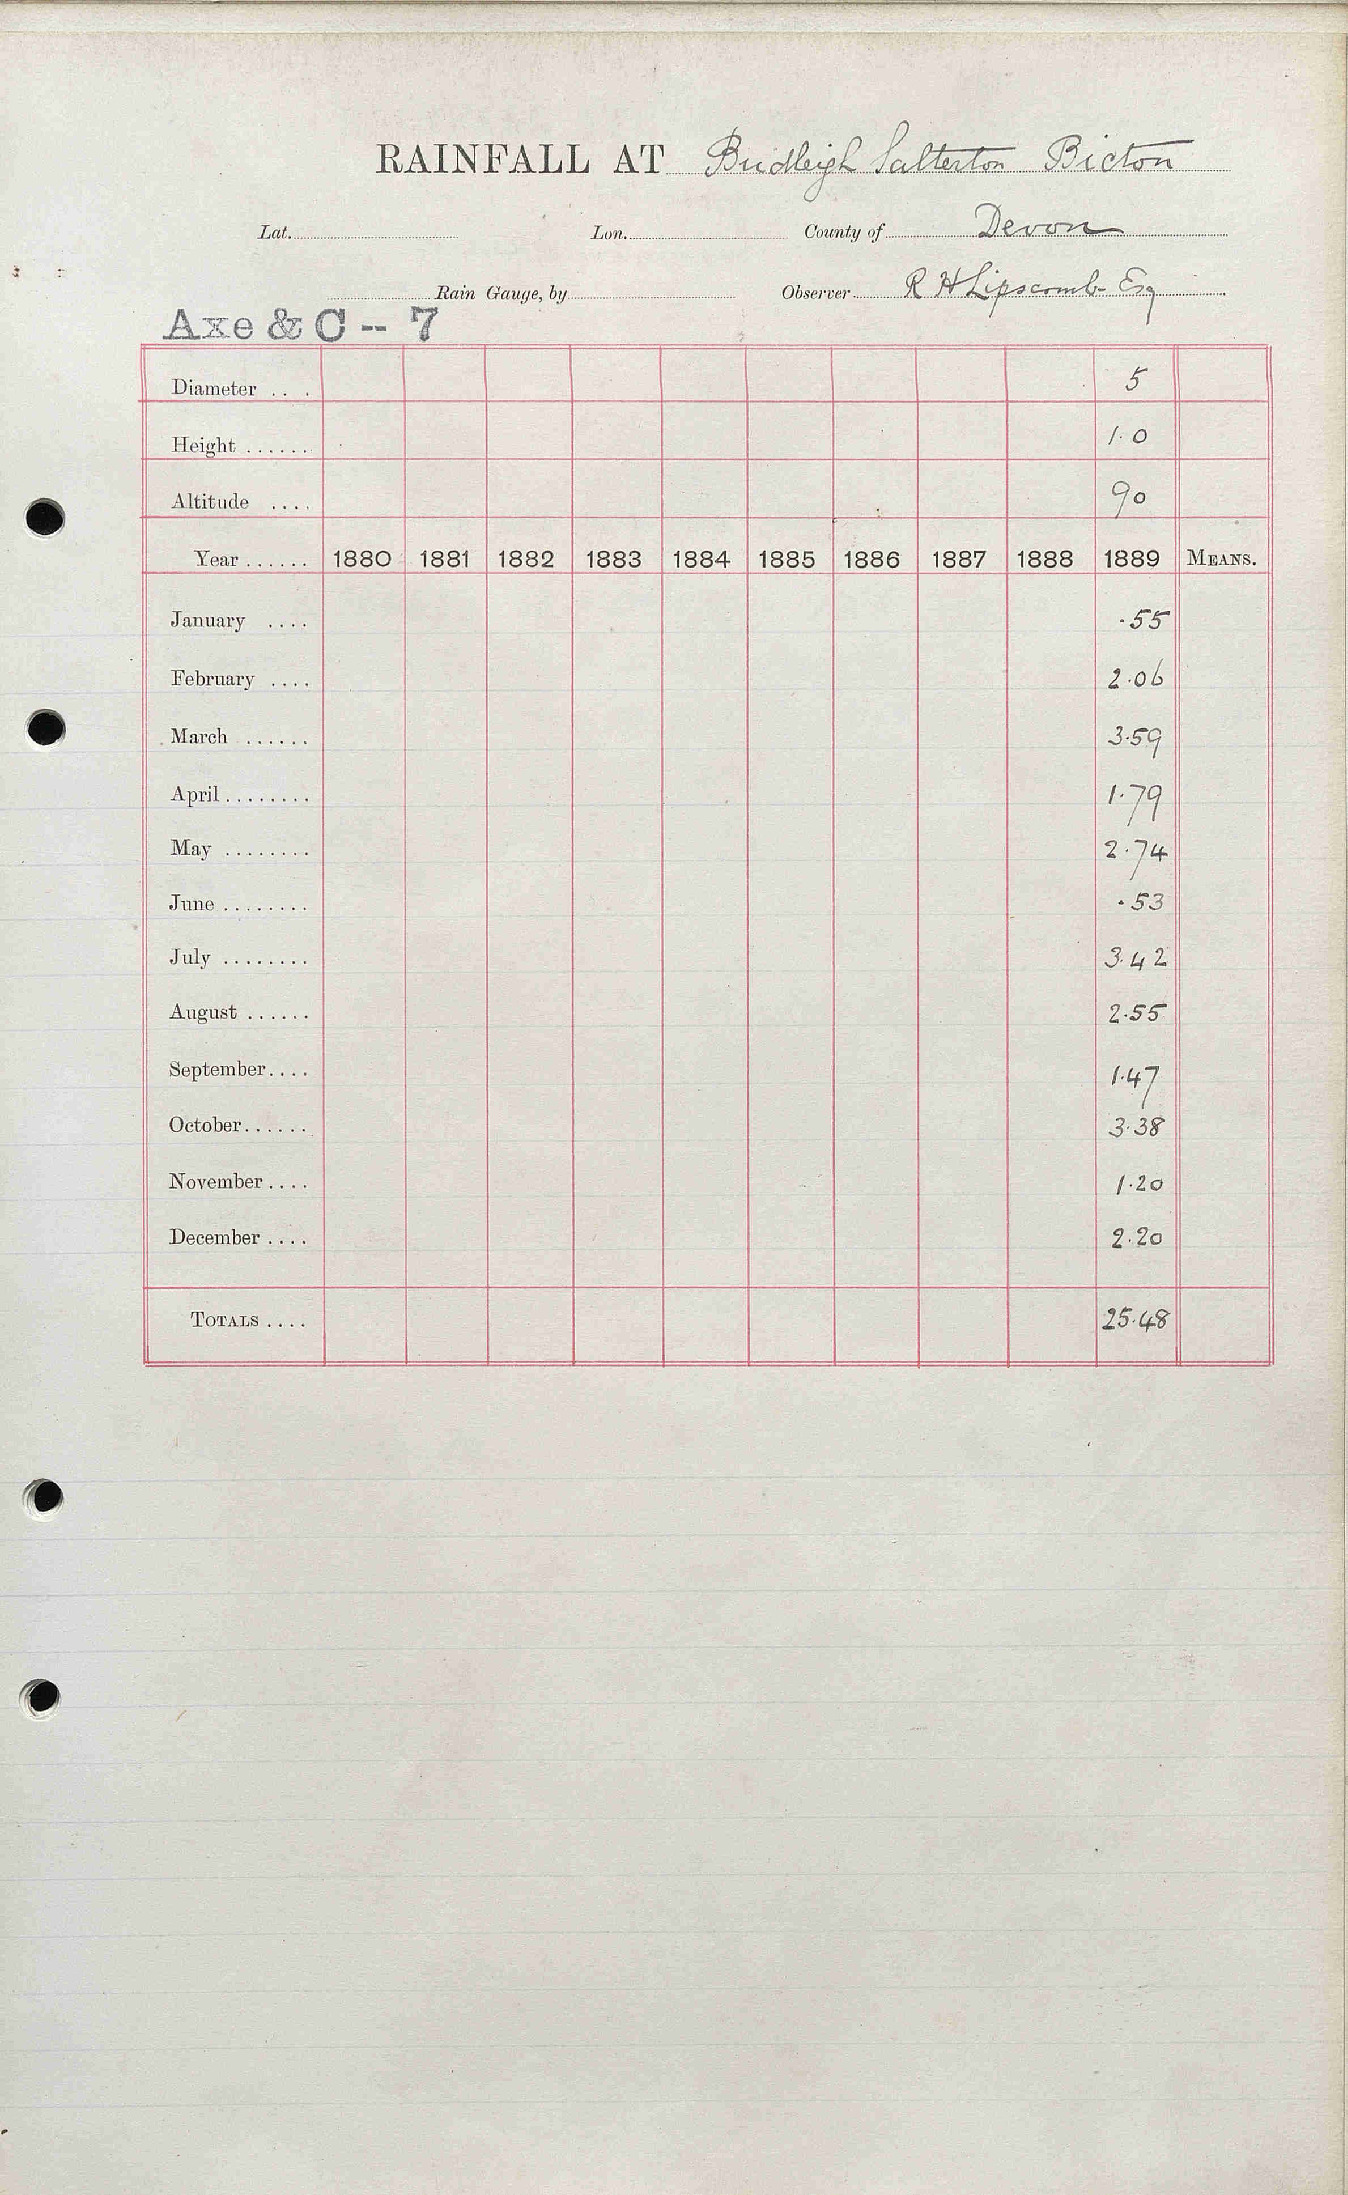 RAINFALL AT Budleigh Salterton Bicton
Lat. Lon. County of Devon
Rain Gauge, by Observer R H Lipscomb Esq
Axe & C -- 7
Diameter . . . 5
Height ...... 1.0
Altitude .... 90
Year ...... 1880 1881 1882 1883 1884 1885 1886 1887 1888 1889 MEANS.
January .... .55
February .... 2.06
March ...... 3.59
April ........ 1.79
May ........ 2.74
June ........ .53
July ........ 3.42
August ...... 2.55
September.... 1.47
October...... 3.38
November .... 1.20
December .... 2.20
TOTALS .... 25.48